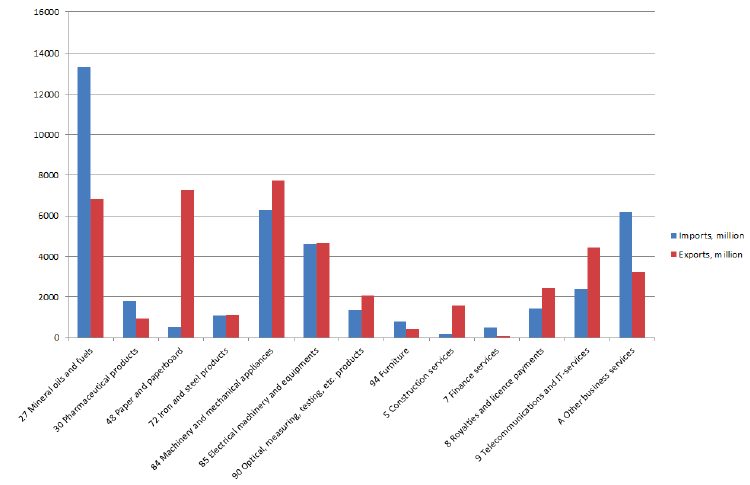 16000
14000
12000
10000
8000
6000
4000
2000
0
27 Mineral oils and fuels
30 Pharmaceutical products
48 Paper and paperboard
72 Iron and steel products
84 Machinery and mechanical appliances
85 Electrical machinery and equipments
90 Optical, measuring, testing, etc products
94 Furniture
5 Construction services
7 Finance services
8 Royalties and licence payments
9 Telecommunications and IT-services
A Other business services
Imports, million
Exports, million